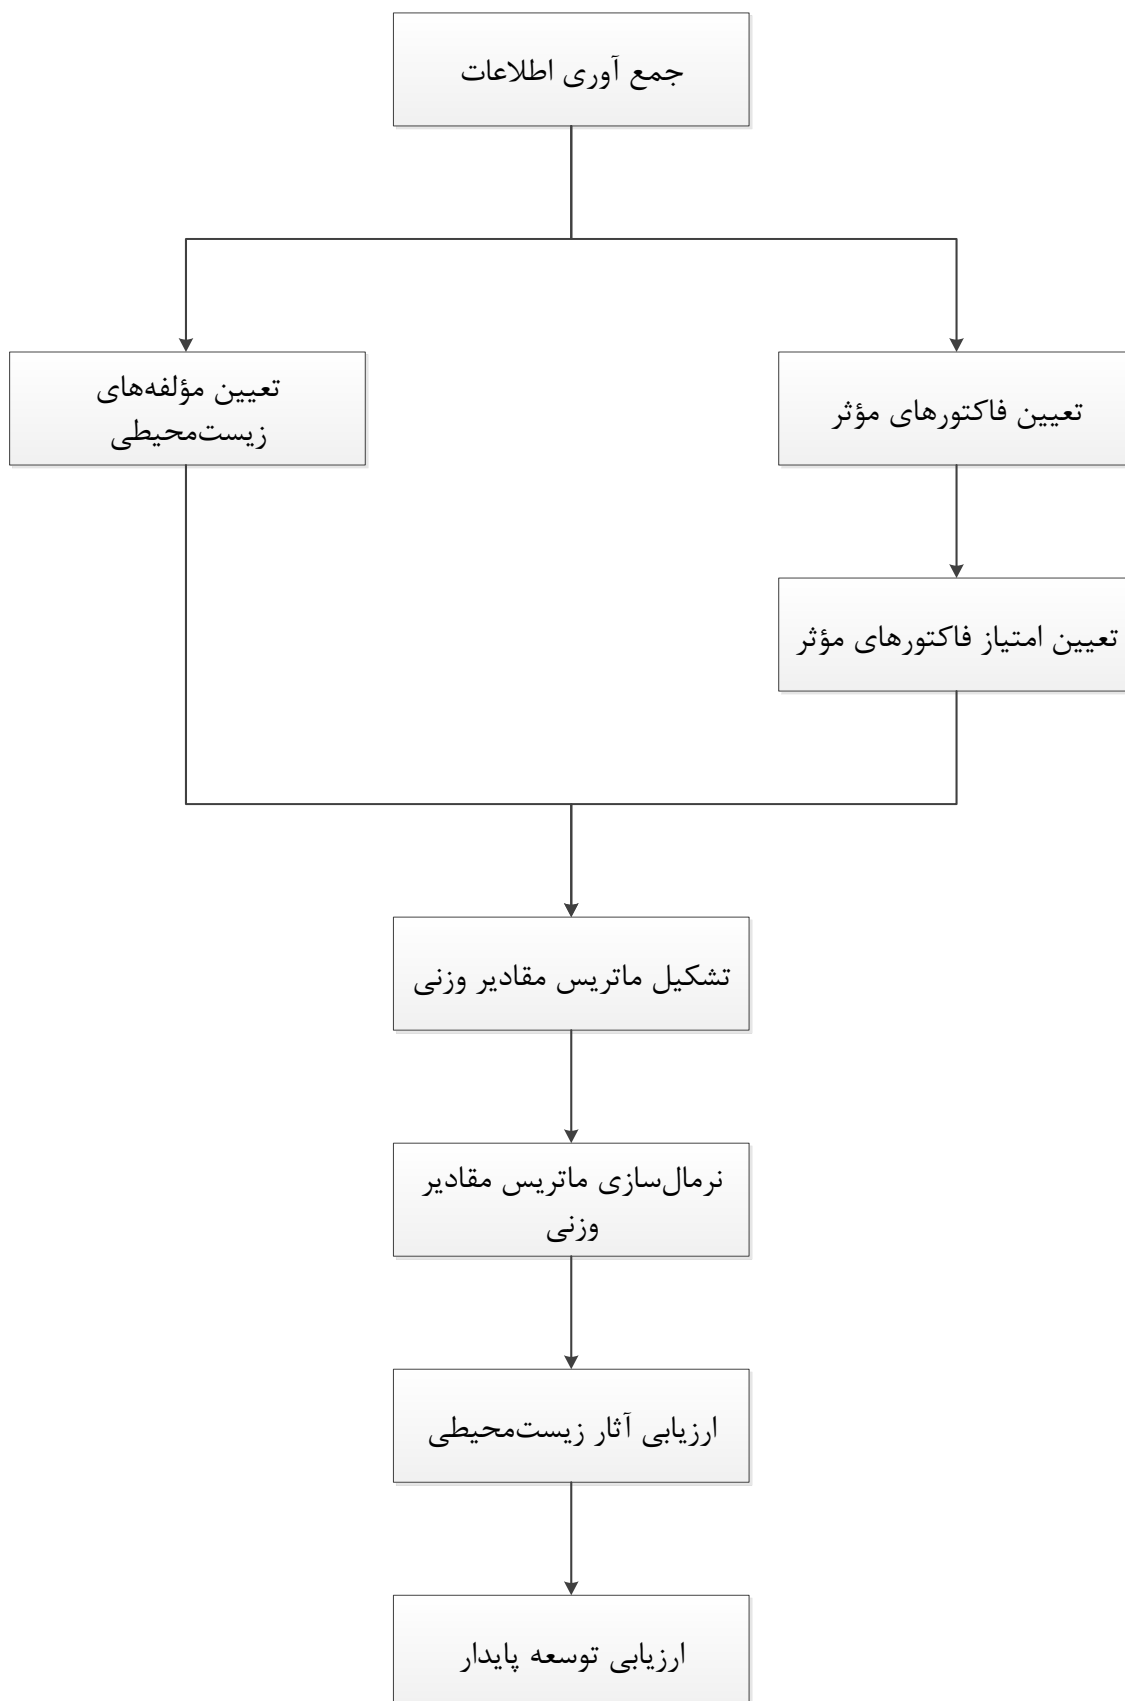 جمع آوری اطلاعات
تعیین فاکتورهای مؤثر
تعیین مؤلفه‌های
زیست‌محیطی
تعیین امتیاز فاکتورهای مؤثر
تشکیل ماتریس مقادیر وزنی
نرمال‌سازی ماتریس مقادیر
وزنی
ارزیابی آثار زیست‌محیطی
ارزیابی توسعه پایدار